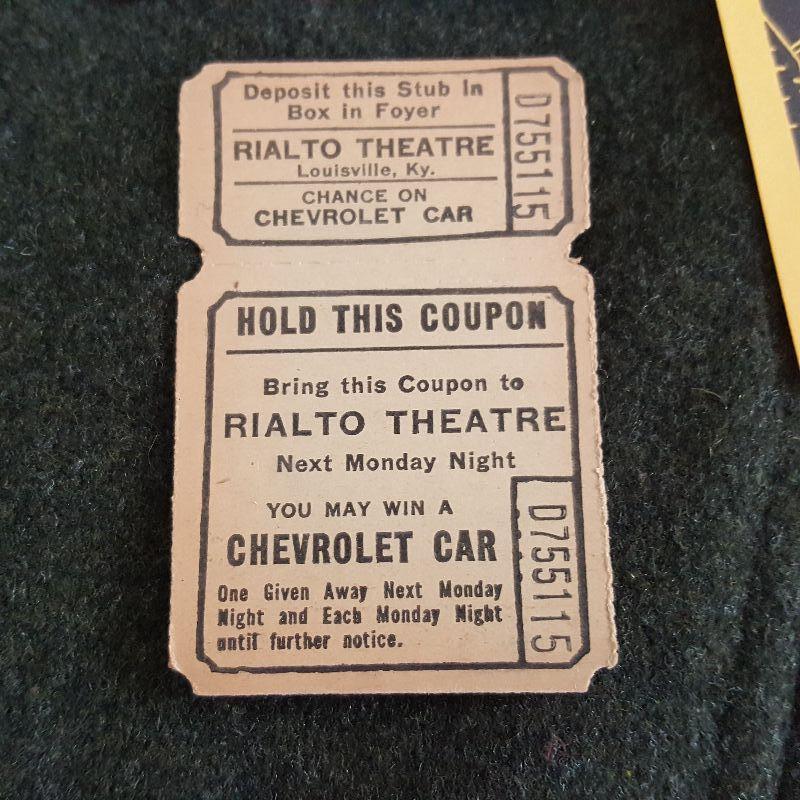 Deposit this Stub In
Box in Foyer
RIALTO THEATRE
Louisville, Ky.
CHANCE ON
CHEVROLET CAR
D755115
HOLD THIS COUPON
Bring this Coupon to
RIALTO THEATRE
Next Monday Night
YOU MAY WIN A
CHEVROLET CAR
One Given Away Next Monday
Night and Each Monday Night
until further notice.
D755115